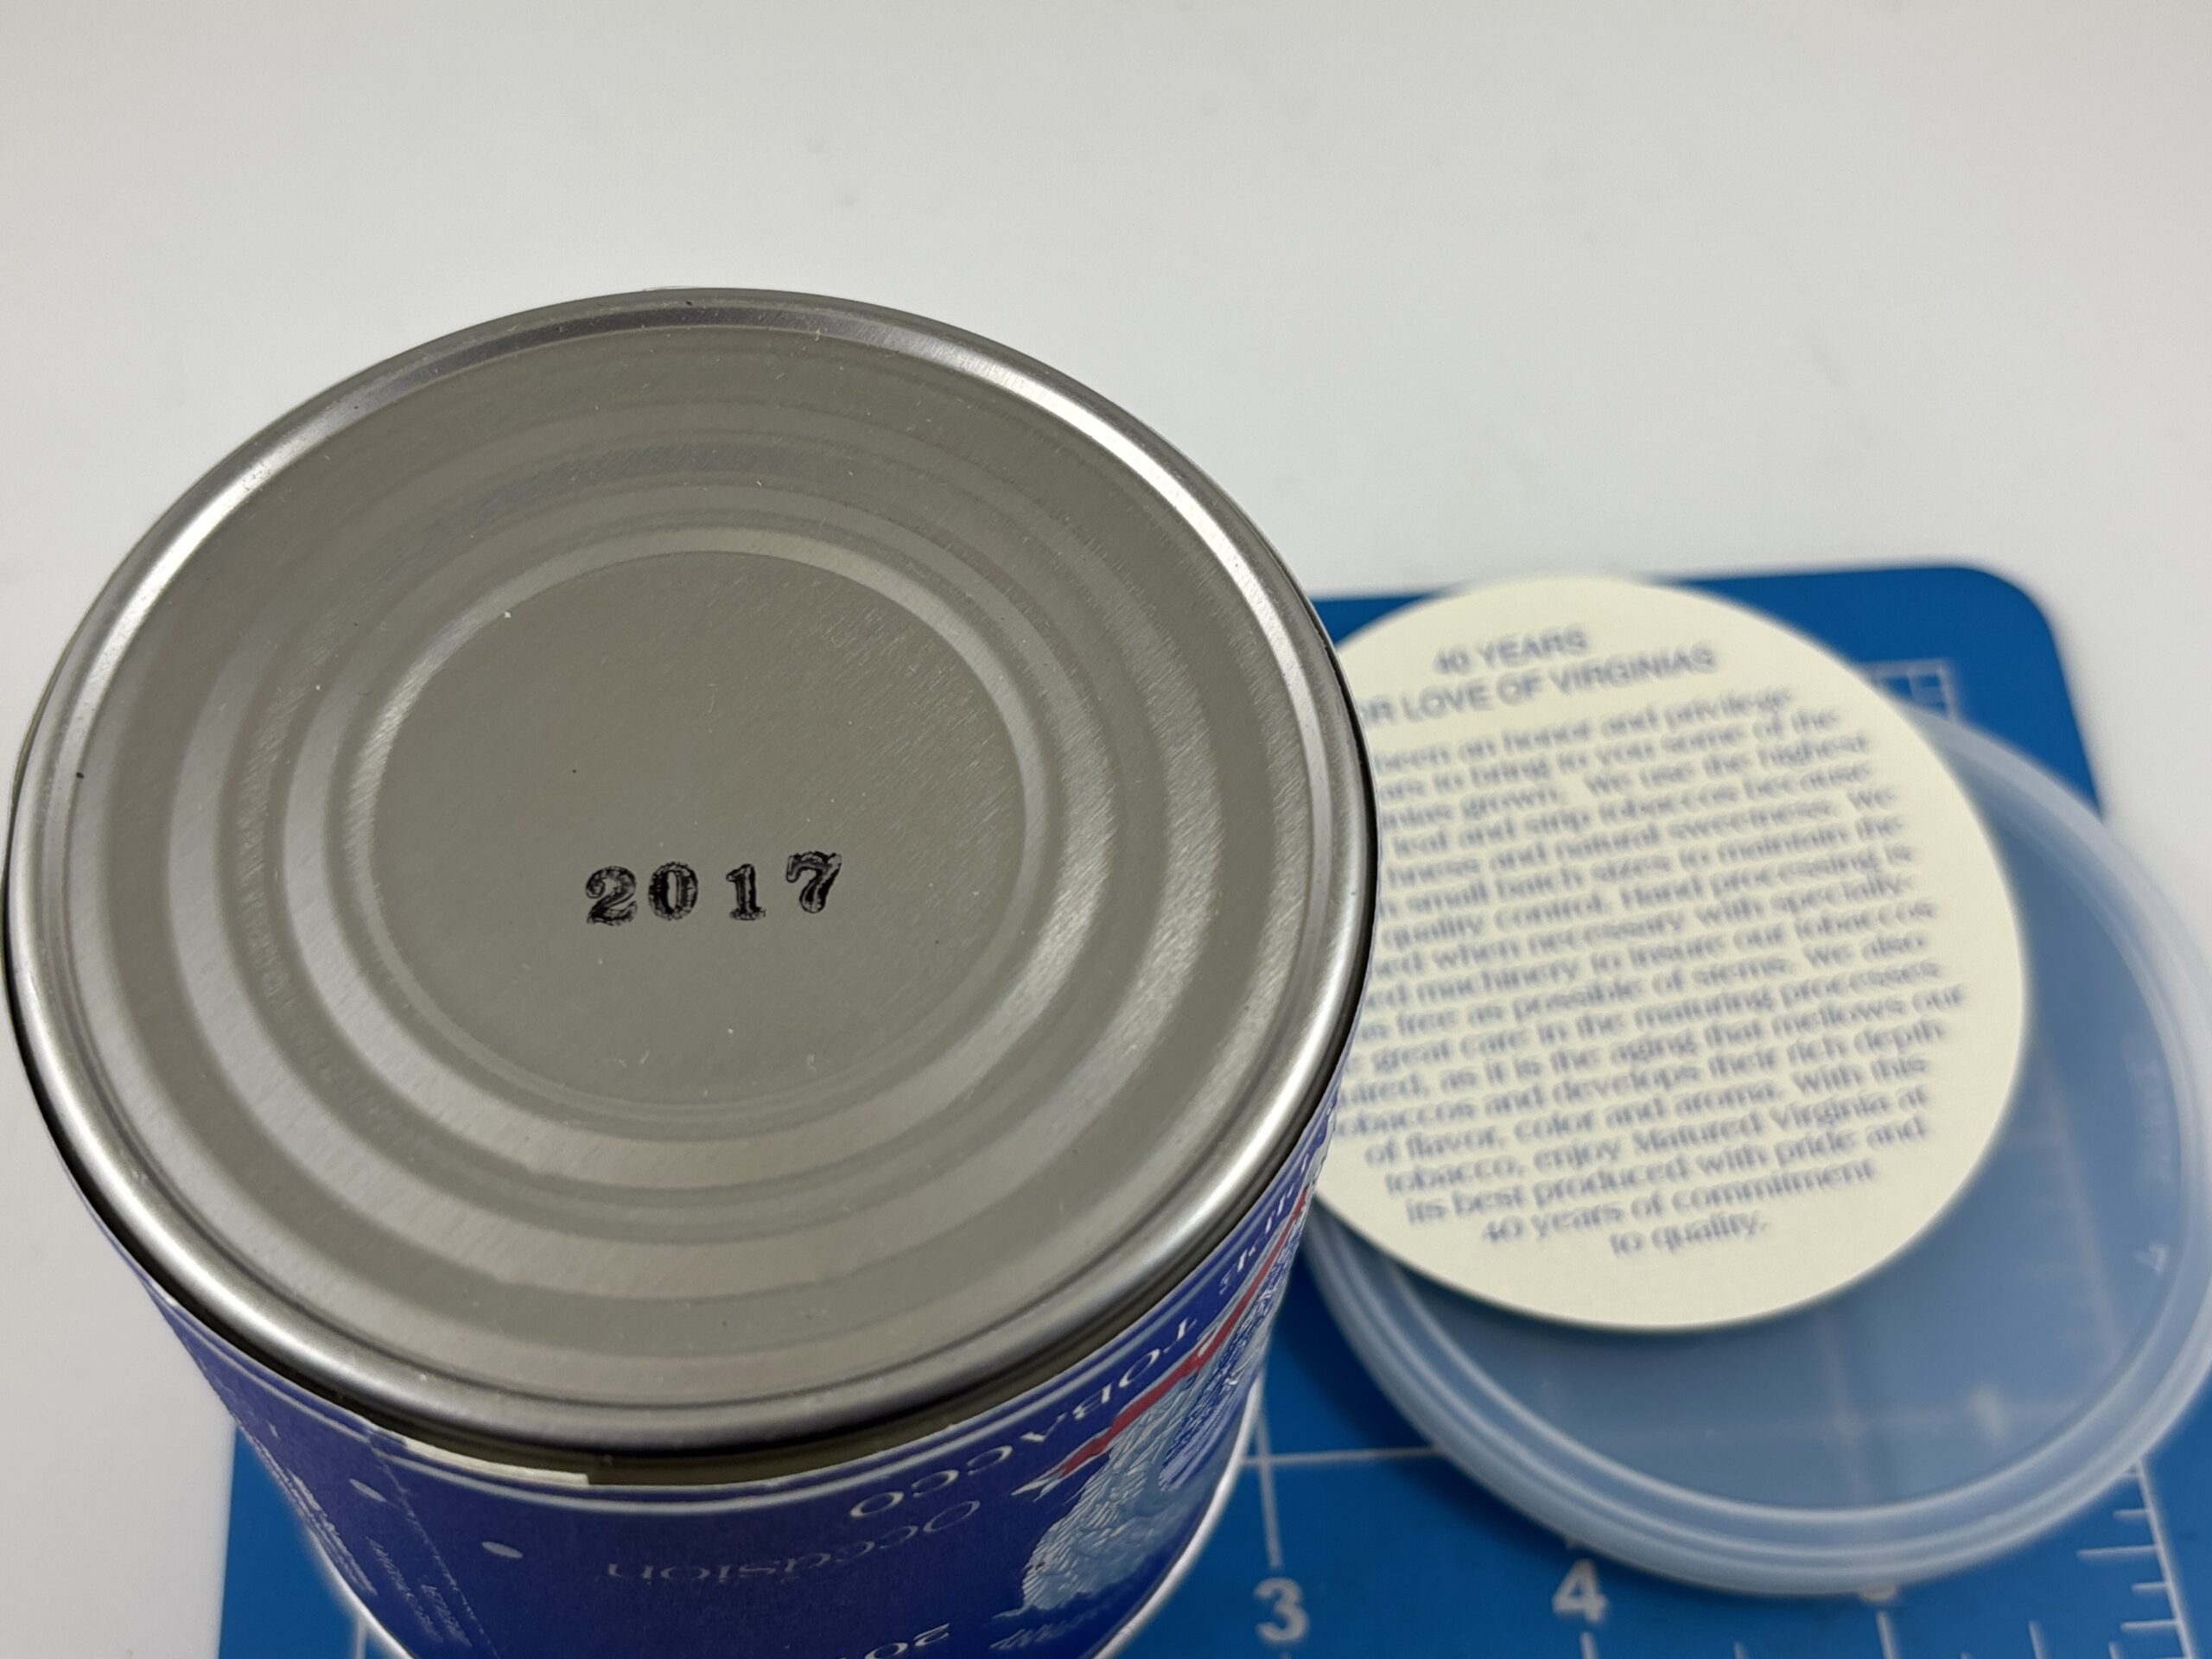 2017
40 YEARS
LOVE OF VIRGINIAS
been an honor and privilege
to bring to you some of the
grown. We use the highest
leaf and strip tobaccos because
and natural sweetness. We
small batch sizes to maintain the
quality control. Hand processing is
when necessary with specially-
machinery to insure our tobaccos
free as possible of stems. We also
great care in the maturing processes
as it is the aging that mellows our
and develops their rich depth
of flavor, color and aroma. With this
tobacco, enjoy Matured Virginia at
its best produced with pride and
40 years of commitment
to quality.
TOBACCO
occasion
20
3
4